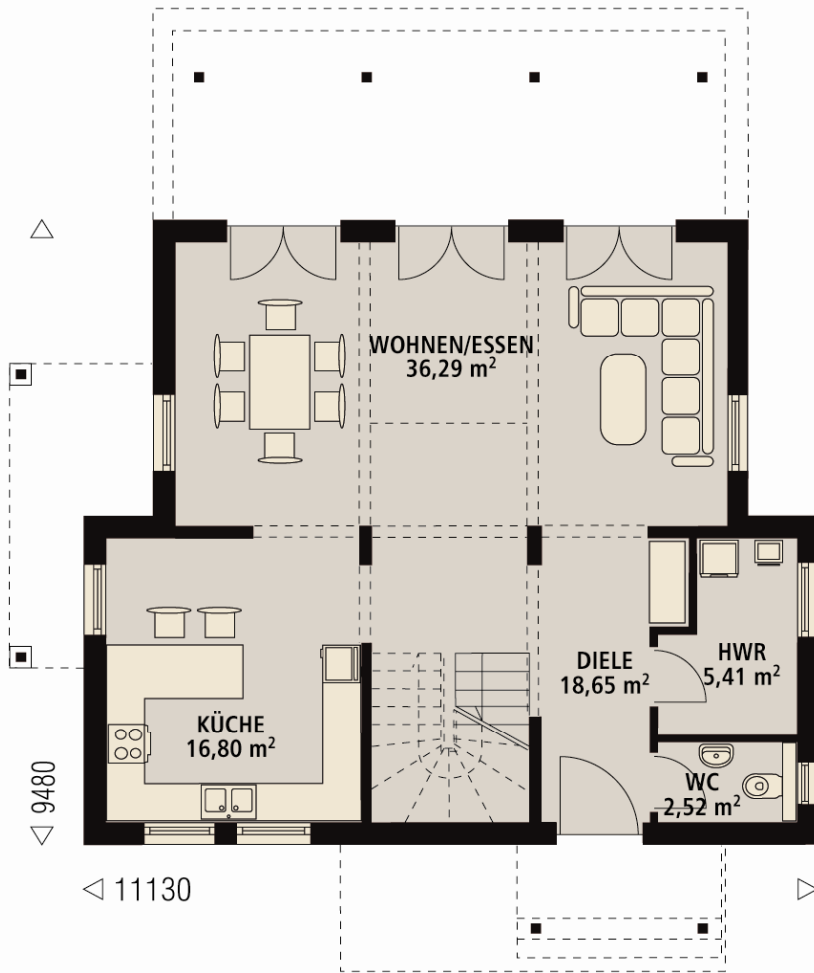 WOHNEN/ESSEN
36,29 m²
DIELE
18,65 m²
HWR
5,41 m²
KÜCHE
16,80 m²
WC
2,52 m²
9480
11130